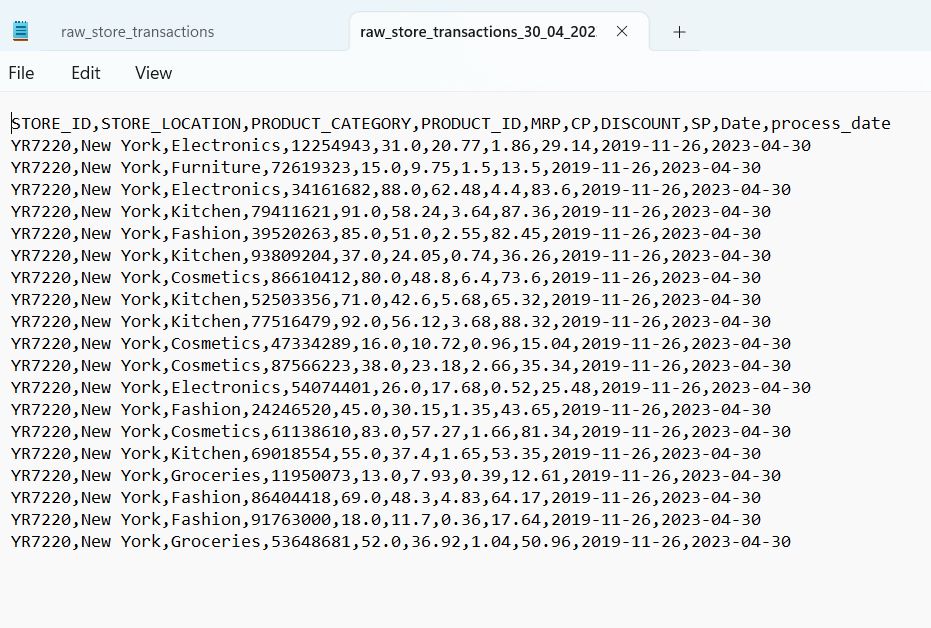 raw_store_transactions raw_store_transactions_30_04_202
File Edit View
STORE_ID,STORE_LOCATION,PRODUCT_CATEGORY,PRODUCT_ID,MRP,CP,DISCOUNT,SP,Date,process_date
YR7220,New York,Electronics,12254943,31.0,20.77,1.86,29.14,2019-11-26,2023-04-30
YR7220,New York,Furniture,72619323,15.0,9.75,1.5,13.5,2019-11-26,2023-04-30
YR7220,New York,Electronics,34161682,88.0,62.48,4.4,83.6,2019-11-26,2023-04-30
YR7220,New York,Kitchen,79411621,91.0,58.24,3.64,87.36,2019-11-26,2023-04-30
YR7220,New York,Fashion,39520263,85.0,51.0,2.55,82.45,2019-11-26,2023-04-30
YR7220,New York,Kitchen,93809204,37.0,24.05,0.74,36.26,2019-11-26,2023-04-30
YR7220,New York,Cosmetics,86610412,80.0,48.8,6.4,73.6,2019-11-26,2023-04-30
YR7220,New York,Kitchen,52503356,71.0,42.6,5.68,65.32,2019-11-26,2023-04-30
YR7220,New York,Kitchen,77516479,92.0,56.12,3.68,88.32,2019-11-26,2023-04-30
YR7220,New York,Cosmetics,47334289,16.0,10.72,0.96,15.04,2019-11-26,2023-04-30
YR7220,New York,Cosmetics,87566223,38.0,23.18,2.66,35.34,2019-11-26,2023-04-30
YR7220,New York,Electronics,54074401,26.0,17.68,0.52,25.48,2019-11-26,2023-04-30
YR7220,New York,Fashion,24246520,45.0,30.15,1.35,43.65,2019-11-26,2023-04-30
YR7220,New York,Cosmetics,61138610,83.0,57.27,1.66,81.34,2019-11-26,2023-04-30
YR7220,New York,Kitchen,69018554,55.0,37.4,1.65,53.35,2019-11-26,2023-04-30
YR7220,New York,Groceries,11950073,13.0,7.93,0.39,12.61,2019-11-26,2023-04-30
YR7220,New York,Fashion,86404418,69.0,48.3,4.83,64.17,2019-11-26,2023-04-30
YR7220,New York,Fashion,91763000,18.0,11.7,0.36,17.64,2019-11-26,2023-04-30
YR7220,New York,Groceries,53648681,52.0,36.92,1.04,50.96,2019-11-26,2023-04-30